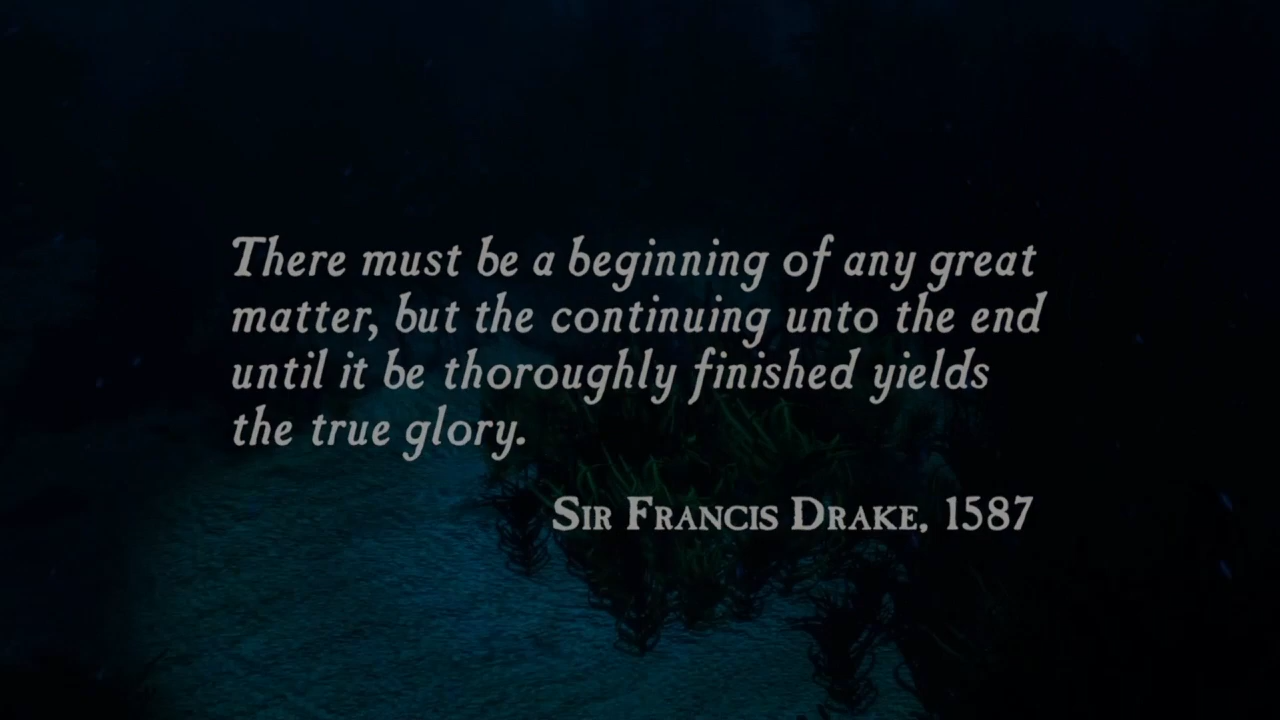 There must be a beginning of any great
matter, but the continuing unto the end
until it be thoroughly finished yields
the true glory.
Sir Francis Drake, 1587